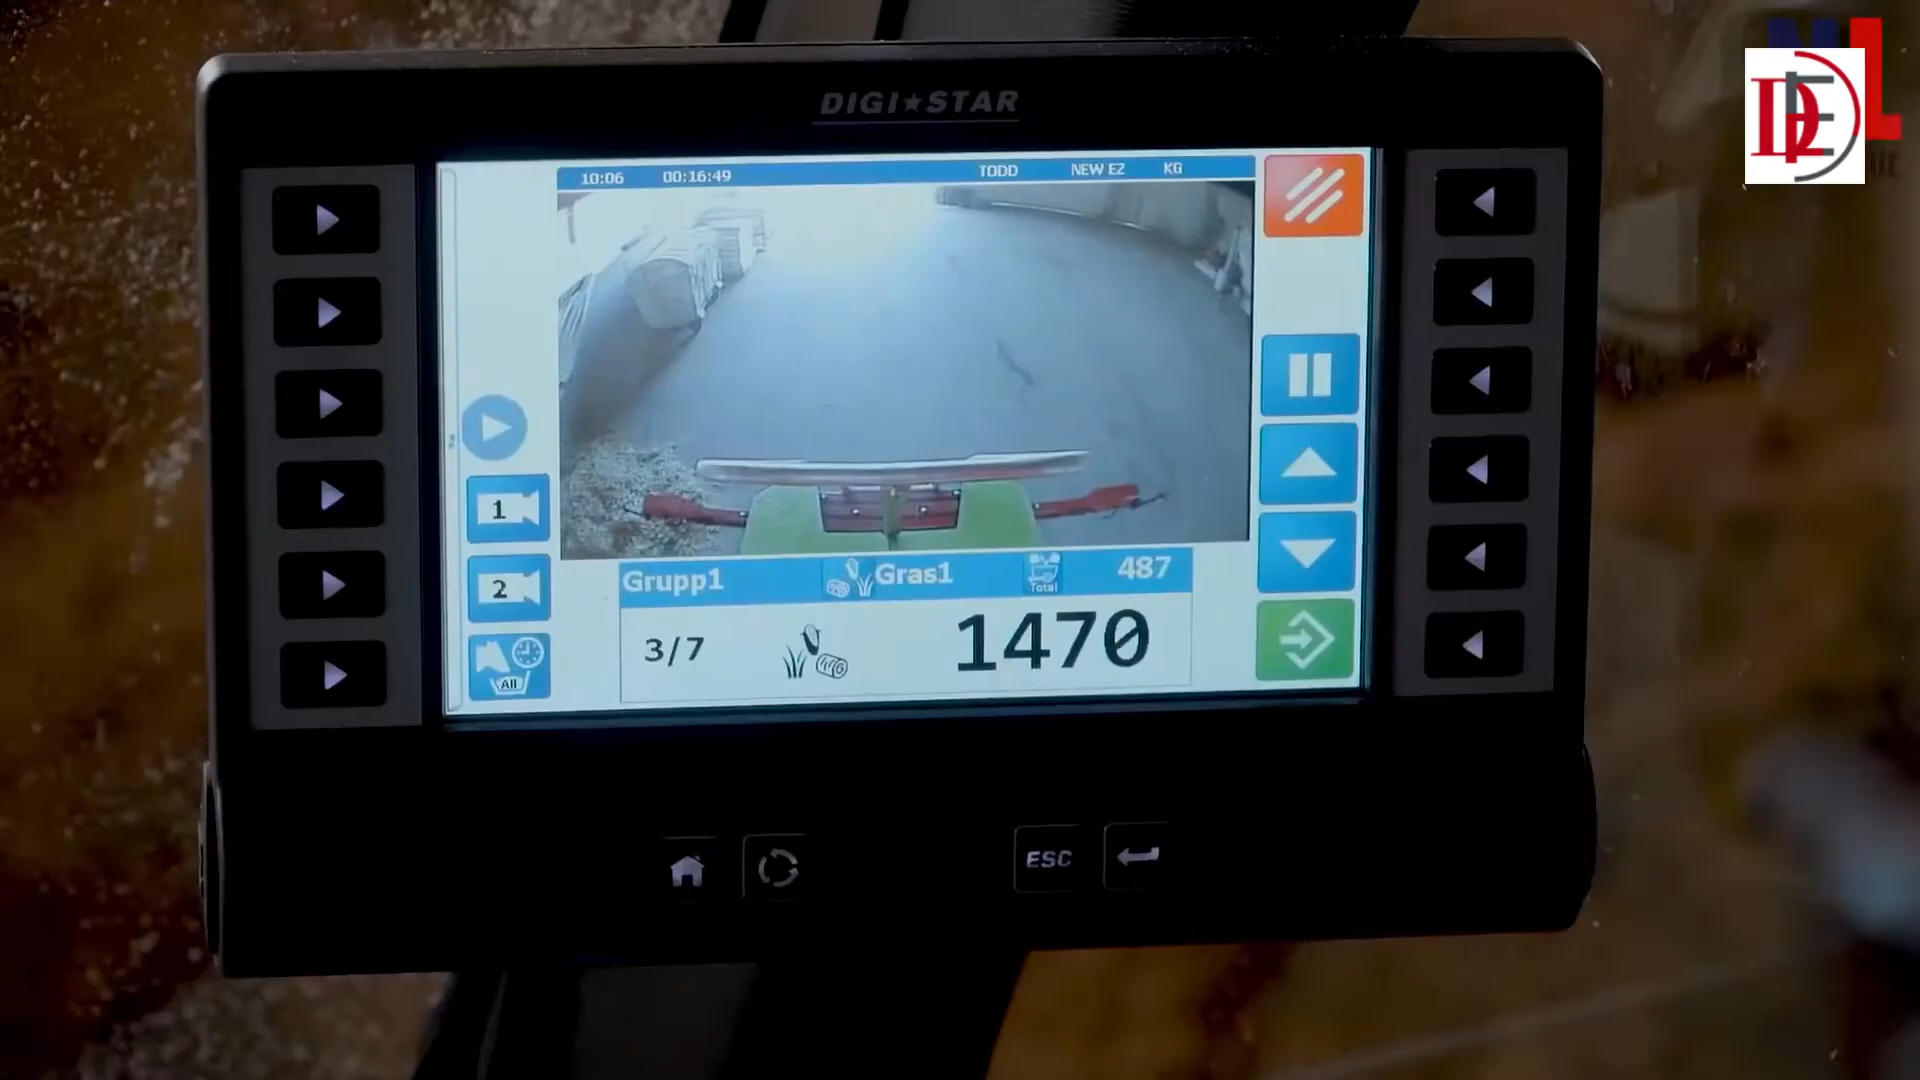 DIGI★STAR
10:06 00:16:49 TODD NEW EZ KG
1
2
All
Grupp1 Gras1 Total 487
3/7 1470
ESC
DE